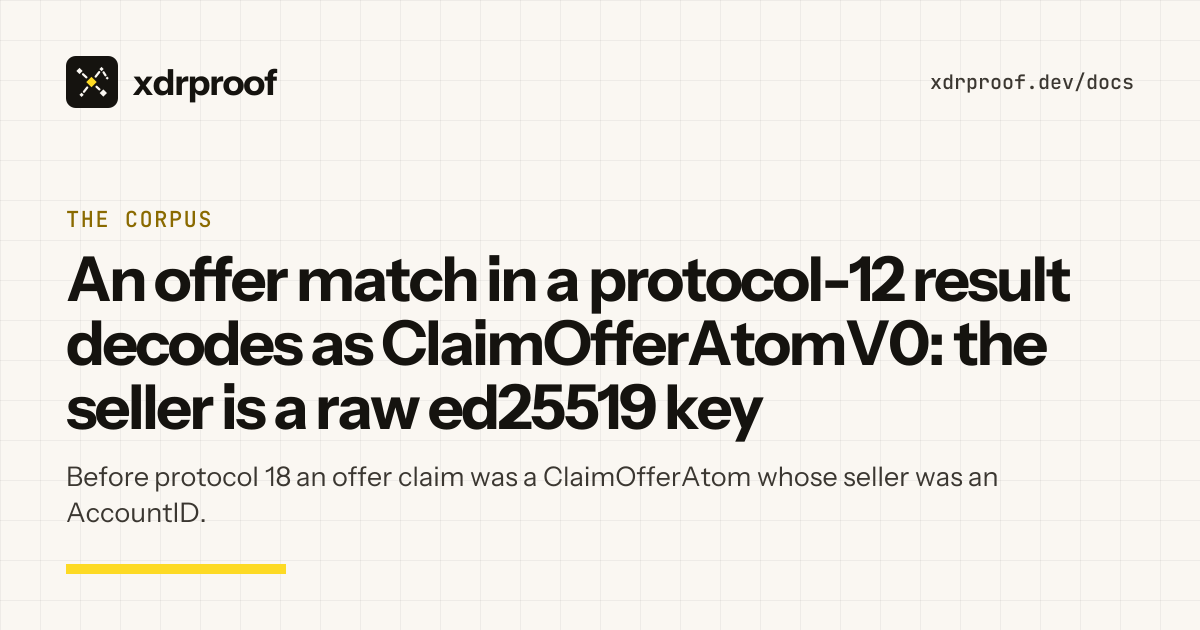 xdrproof
xdrproof.dev/docs
THE CORPUS
An offer match in a protocol-12 result
decodes as ClaimOfferAtomV0: the
seller is a raw ed25519 key
Before protocol 18 an offer claim was a ClaimOfferAtom whose seller was an
AccountID.